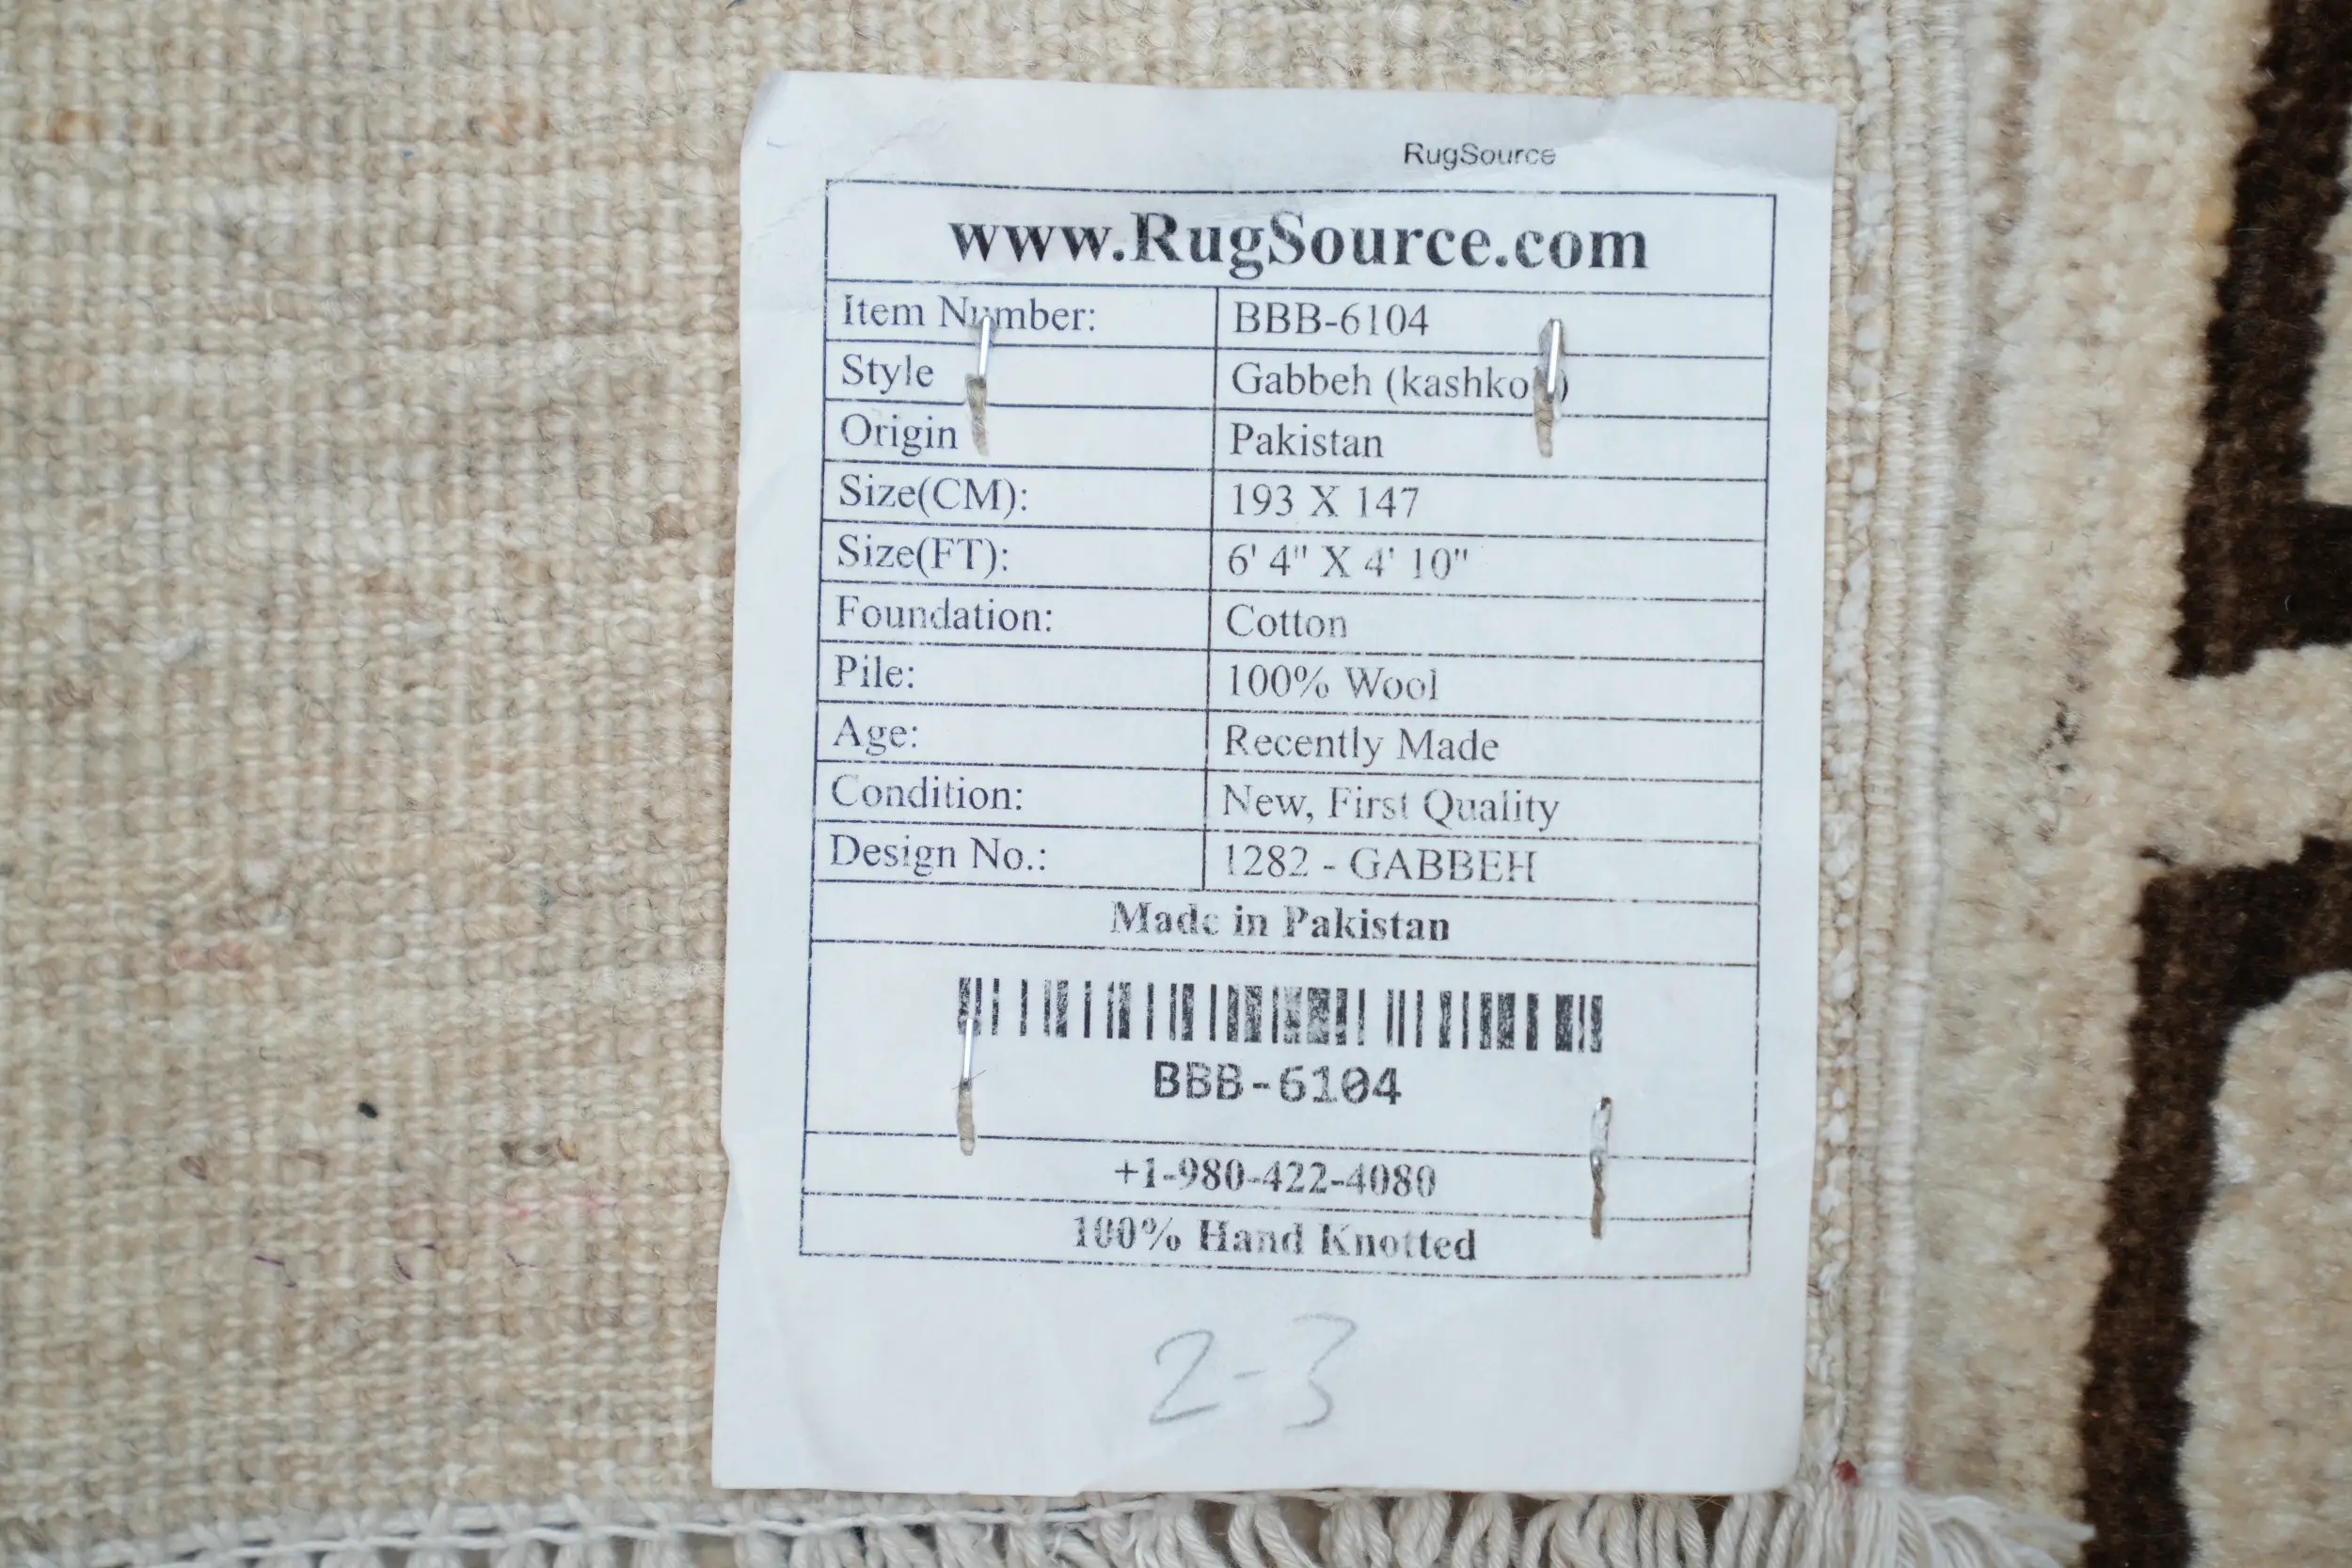 RugSource
www.RugSource.com
Item Number: BBB-6104
Style Gabbeh
Origin Pakistan
Size(CM): 193 X 147
Size(FT): 6' 4" X 4' 10"
Foundation: Cotton
Pile: 100% Wool
Age: Recently Made
Condition: New, First Quality
Design No.: 1282 - GABBEH
Made in Pakistan
BBB-6104
+1-980-422-4080
100% Hand Knotted
2-3